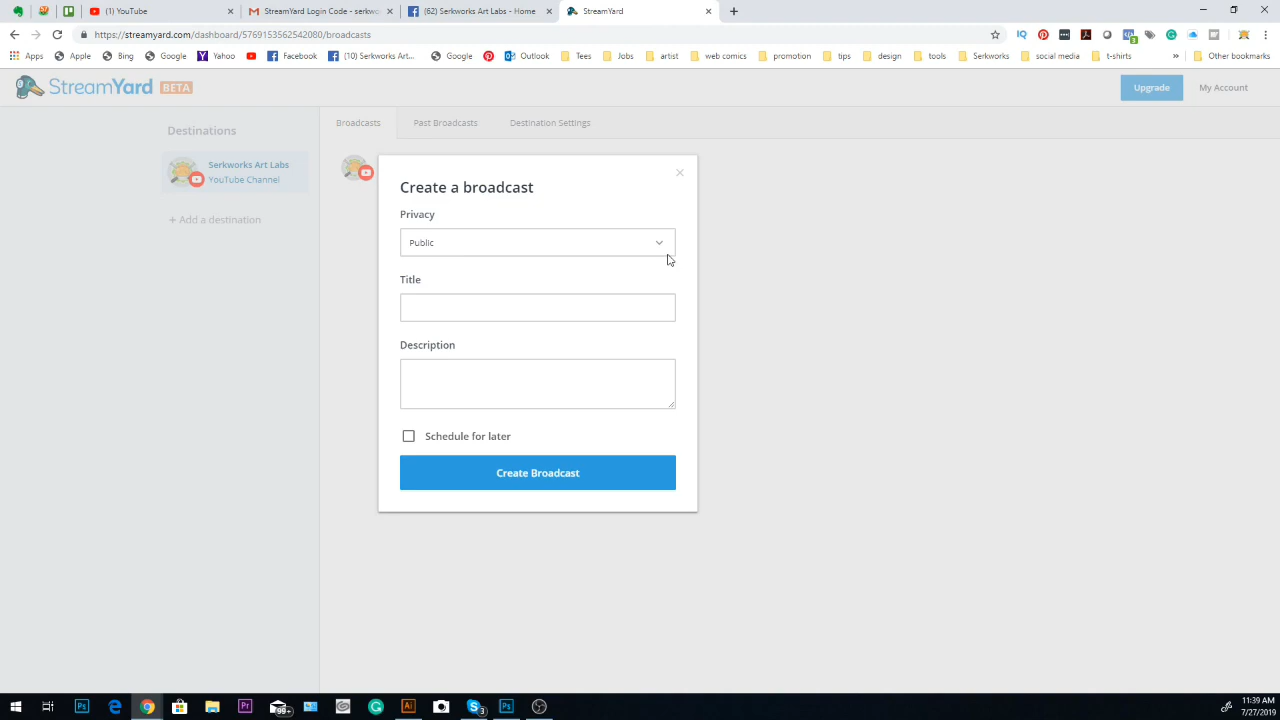 (1) YouTube
StreamYard Login Code - serkwo
(62) Serkworks Art Labs - Home
StreamYard
https://streamyard.com/dashboard/5769153562542080/broadcasts
Apps
Apple
Bing
Google
Yahoo
Facebook
(10) Serkworks Art...
Google
Outlook
Tees
Jobs
artist
web comics
promotion
tips
design
tools
Serkworks
social media
t-shirts
Other bookmarks
StreamYard BETA
Upgrade
My Account
Destinations
Broadcasts
Past Broadcasts
Destination Settings
Serkworks Art Labs
YouTube Channel
+ Add a destination
Create a broadcast
Privacy
Public
Title
Description
Schedule for later
Create Broadcast
11:39 AM
7/27/2019